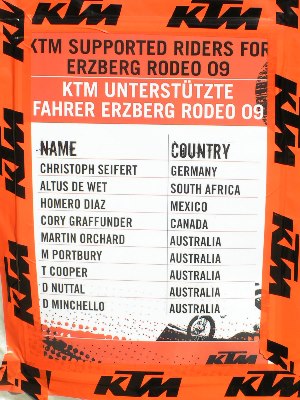 KTM KTM
KTM SUPPORTED RIDERS FOR
ERZBERG RODEO 09
KTM UNTERSTÜTZTE
FAHRER ERZBERG RODEO 09
NAME COUNTRY
CHRISTOPH SEIFERT GERMANY
ALTUS DE WET SOUTH AFRICA
HOMERO DIAZ MEXICO
CORY GRAFFUNDER CANADA
MARTIN ORCHARD AUSTRALIA
M PORTBURY AUSTRALIA
T COOPER AUSTRALIA
D NUTTAL AUSTRALIA
D MINCHELLO AUSTRALIA
KTM
KTM KTM